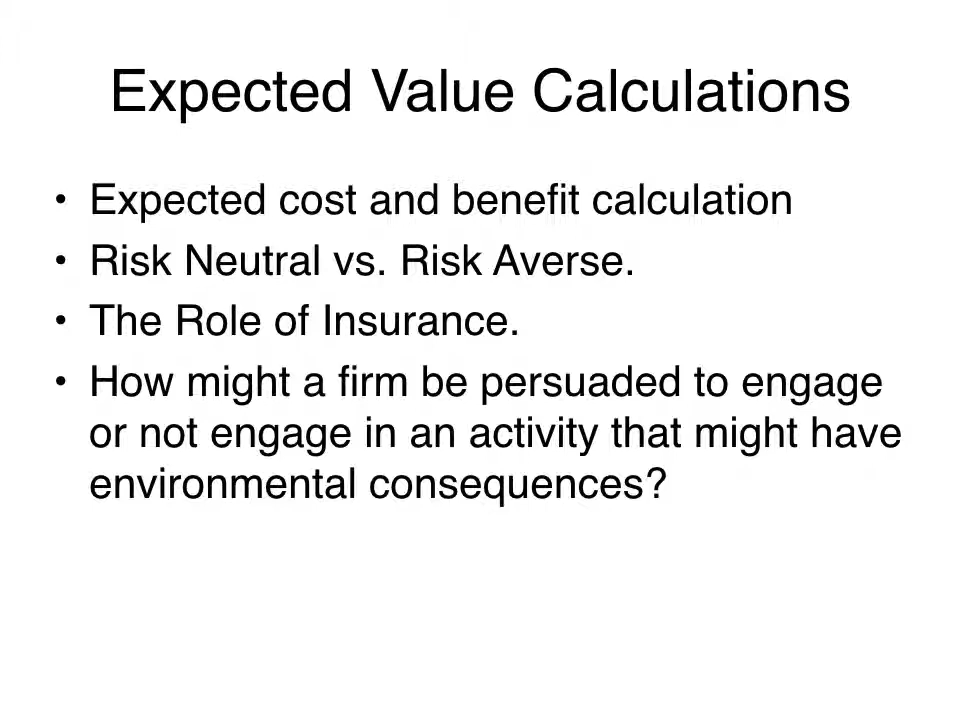 Expected Value Calculations
• Expected cost and benefit calculation
• Risk Neutral vs. Risk Averse.
• The Role of Insurance.
• How might a firm be persuaded to engage
or not engage in an activity that might have
environmental consequences?